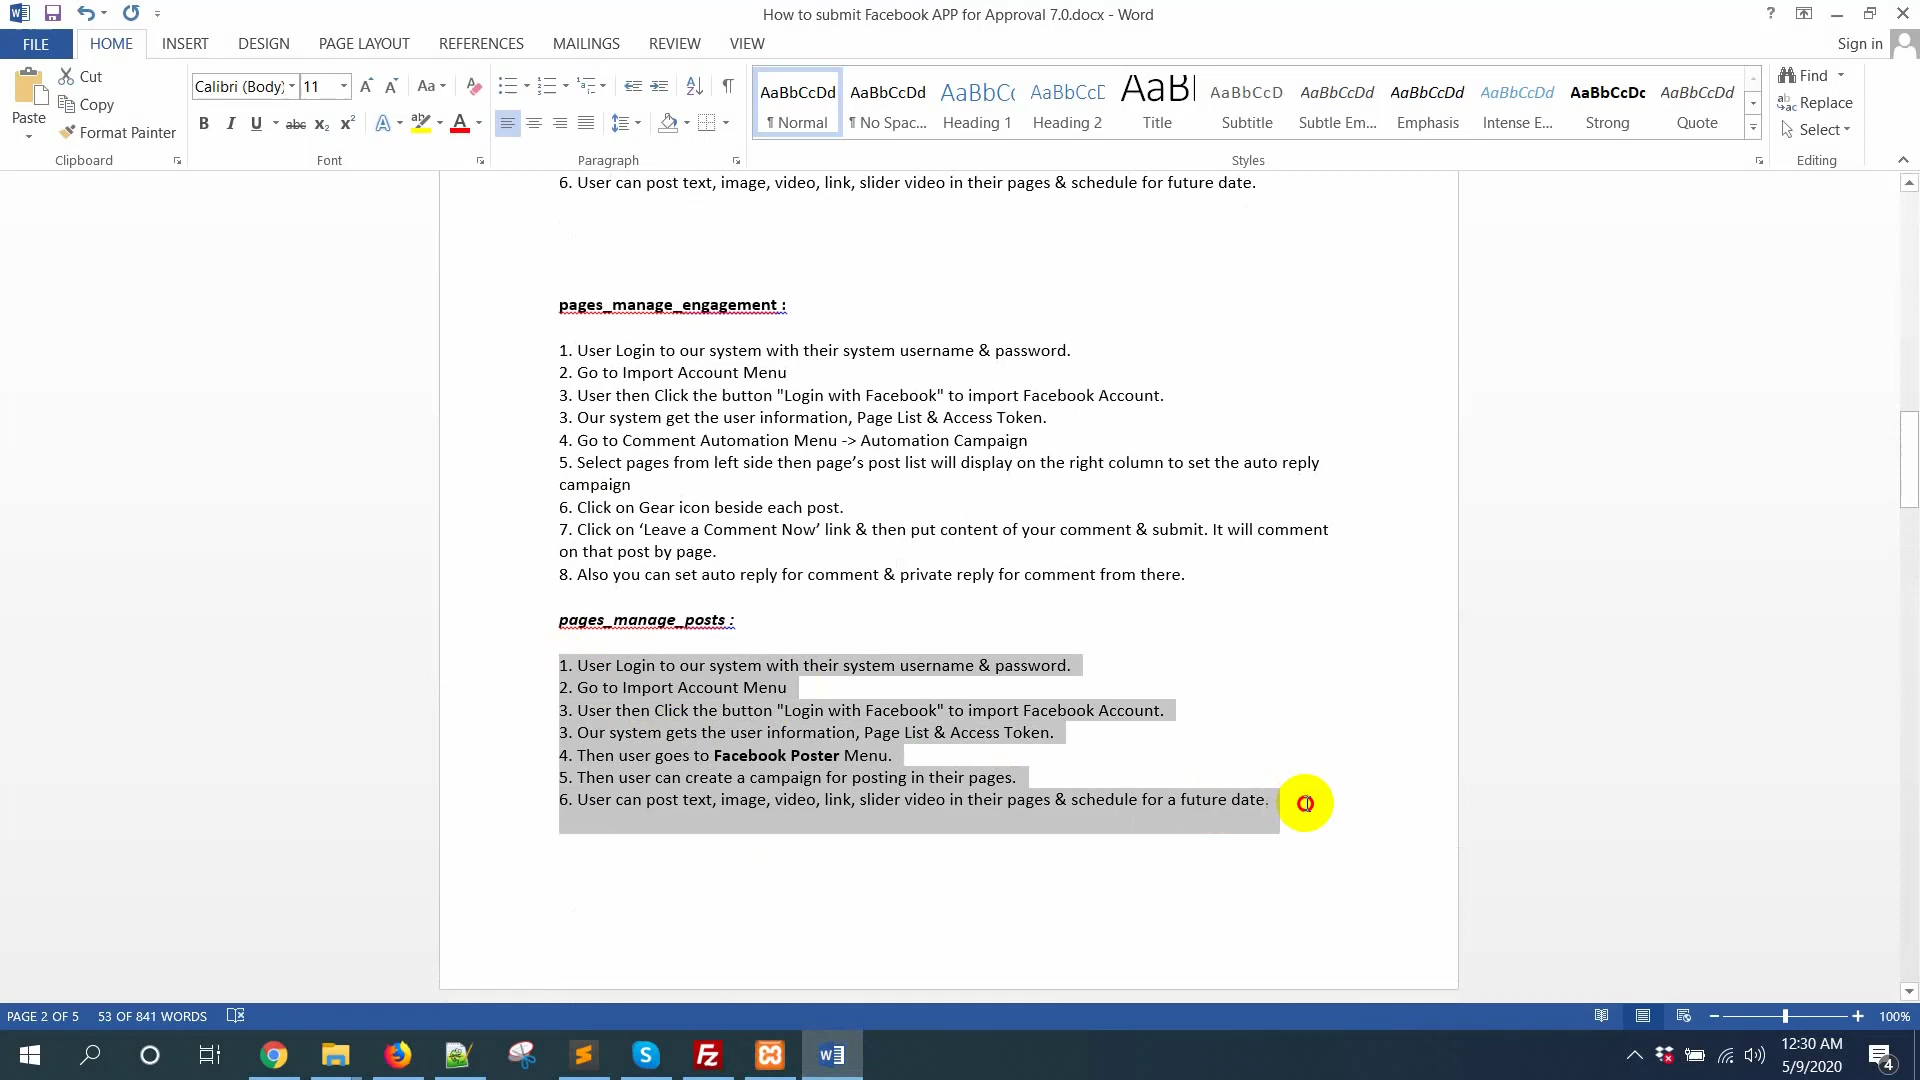 How to submit Facebook APP for Approval 7.0.docx - Word
?
FILE
HOME
INSERT
DESIGN
PAGE LAYOUT
REFERENCES
MAILINGS
REVIEW
VIEW
Sign in
Paste
Cut
Copy
Format Painter
Clipboard
Calibri (Body)
11
Aa
B I U abc X₂ X² A A
Font
Paragraph
AaBbCcDd
¶ Normal
AaBbCcDd
¶ No Spac...
AaBbCc
Heading 1
AaBbCcC
Heading 2
AaBl
Title
AaBbCcD
Subtitle
AaBbCcDd
Subtle Em...
AaBbCcDd
Emphasis
AaBbCcDd
Intense E...
AaBbCcDc
Strong
AaBbCcDd
Quote
Styles
Find
Replace
Select
Editing
6. User can post text, image, video, link, slider video in their pages & schedule for future date.
pages_manage_engagement :
1. User Login to our system with their system username & password.
2. Go to Import Account Menu
3. User then Click the button "Login with Facebook" to import Facebook Account.
3. Our system get the user information, Page List & Access Token.
4. Go to Comment Automation Menu -> Automation Campaign
5. Select pages from left side then page’s post list will display on the right column to set the auto reply
campaign
6. Click on Gear icon beside each post.
7. Click on ‘Leave a Comment Now’ link & then put content of your comment & submit. It will comment
on that post by page.
8. Also you can set auto reply for comment & private reply for comment from there.
pages_manage_posts :
1. User Login to our system with their system username & password.
2. Go to Import Account Menu
3. User then Click the button "Login with Facebook" to import Facebook Account.
3. Our system gets the user information, Page List & Access Token.
4. Then user goes to Facebook Poster Menu.
5. Then user can create a campaign for posting in their pages.
6. User can post text, image, video, link, slider video in their pages & schedule for a future date.
PAGE 2 OF 5
53 OF 841 WORDS
100%
12:30 AM
5/9/2020
4